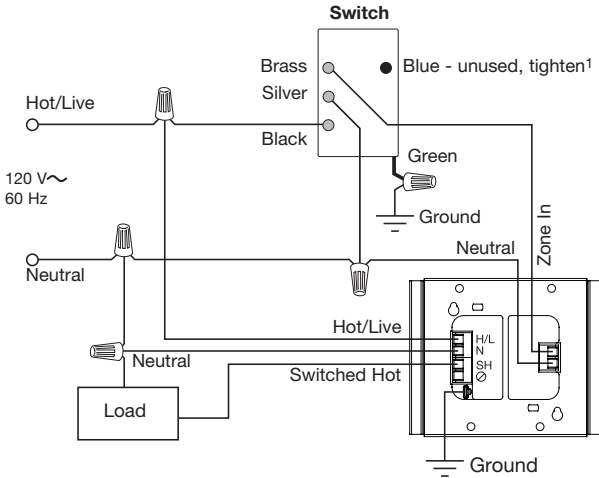 Switch
Brass
Blue - unused, tighten¹
Silver
Hot/Live
Black
Green
120 V~
60 Hz
Ground
Zone In
Neutral
Neutral
Hot/Live
H/L
N
Neutral
SH
Switched Hot
Load
Ground